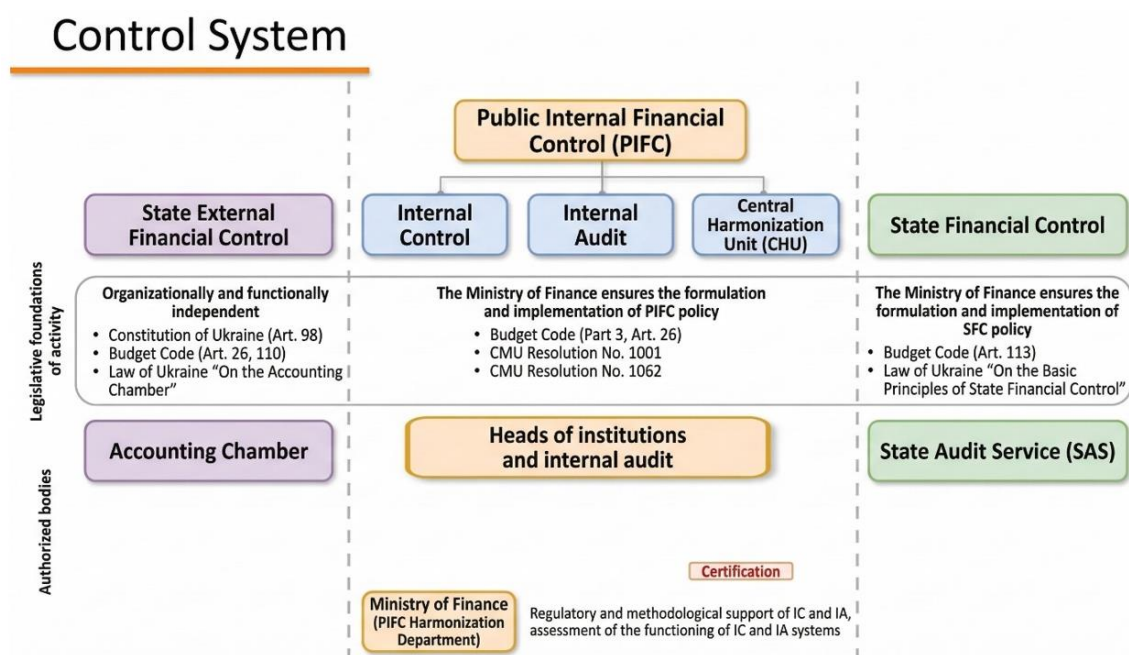 Control System
Public Internal Financial
Control (PIFC)
State External
Financial Control
Internal
Control
Internal
Audit
Central
Harmonization
Unit (CHU)
State Financial Control
Legislative foundations
of activity
Organizationally and functionally
independent
• Constitution of Ukraine (Art. 98)
• Budget Code (Art. 26, 110)
• Law of Ukraine “On the Accounting
Chamber”
The Ministry of Finance ensures the formulation
and implementation of PIFC policy
• Budget Code (Part 3, Art. 26)
• CMU Resolution No. 1001
• CMU Resolution No. 1062
The Ministry of Finance ensures the
formulation and implementation of
SFC policy
• Budget Code (Art. 113)
• Law of Ukraine “On the Basic
Principles of State Financial Control”
Authorized bodies
Accounting Chamber
Heads of institutions
and internal audit
State Audit Service (SAS)
Certification
Ministry of Finance
(PIFC Harmonization
Department)
Regulatory and methodological support of IC and IA,
assessment of the functioning of IC and IA systems